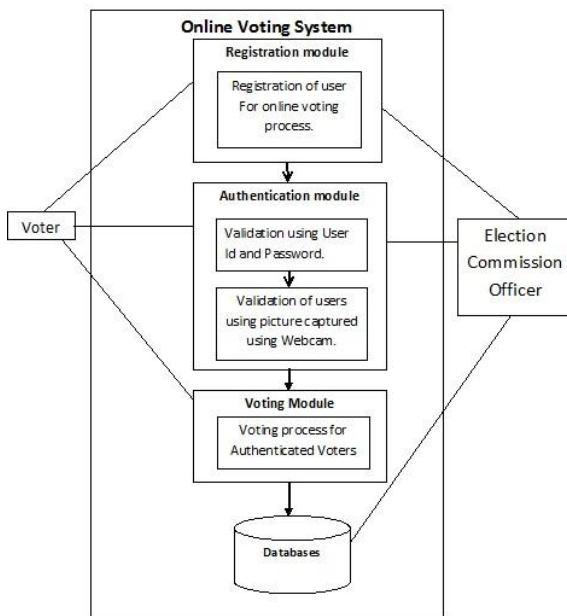 Online Voting System
Registration module
Registration of user
For online voting
process.
Authentication module
Validation using User
Id and Password.
Validation of users
using picture captured
using Webcam.
Voting Module
Voting process for
Authenticated Voters
Databases
Voter
Election
Commission
Officer